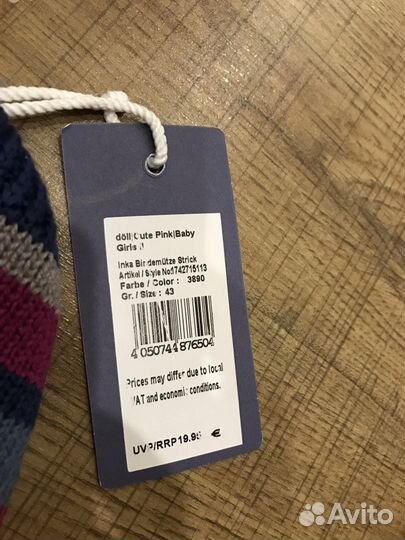 döll|Cute Pink|Baby
Girls
Inka Bindemütze Strick
Artikel / Style No:1742715113
Farbe / Color : 3890
Gr. / Size : 43
4 050744 876504
Prices may differ due to local
VAT and economic conditions.
UVP/RRP 19.95 €
Avito